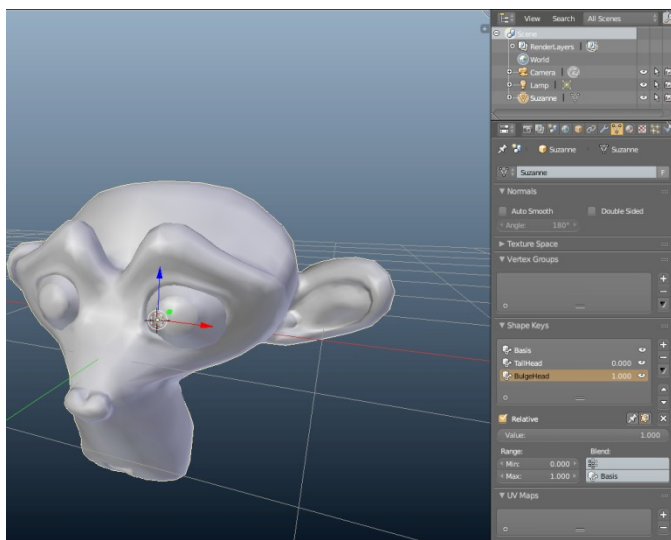 View Search All Scenes
Scene
RenderLayers
World
Camera
Lamp
Suzanne
Suzanne Suzanne
Suzanne F
Normals
Auto Smooth Double Sided
Angle: 180°
Texture Space
Vertex Groups
Shape Keys
Basis
TallHead 0.000
BulgeHead 1.000
Relative
Value: 1.000
Range: Blend:
Min: 0.000
Max: 1.000 Basis
UV Maps